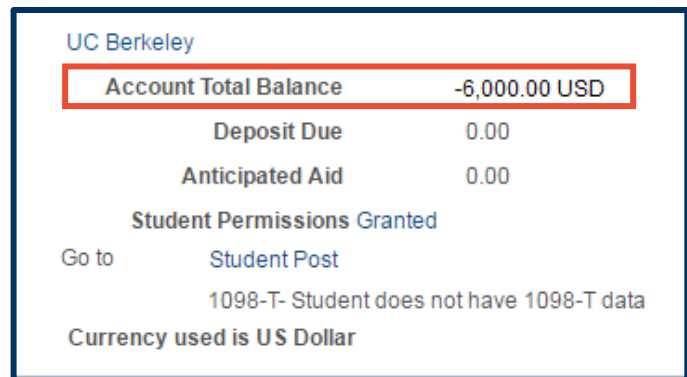 UC Berkeley
Account Total Balance -6,000.00 USD
Deposit Due 0.00
Anticipated Aid 0.00
Student Permissions Granted
Go to Student Post
1098-T- Student does not have 1098-T data
Currency used is US Dollar